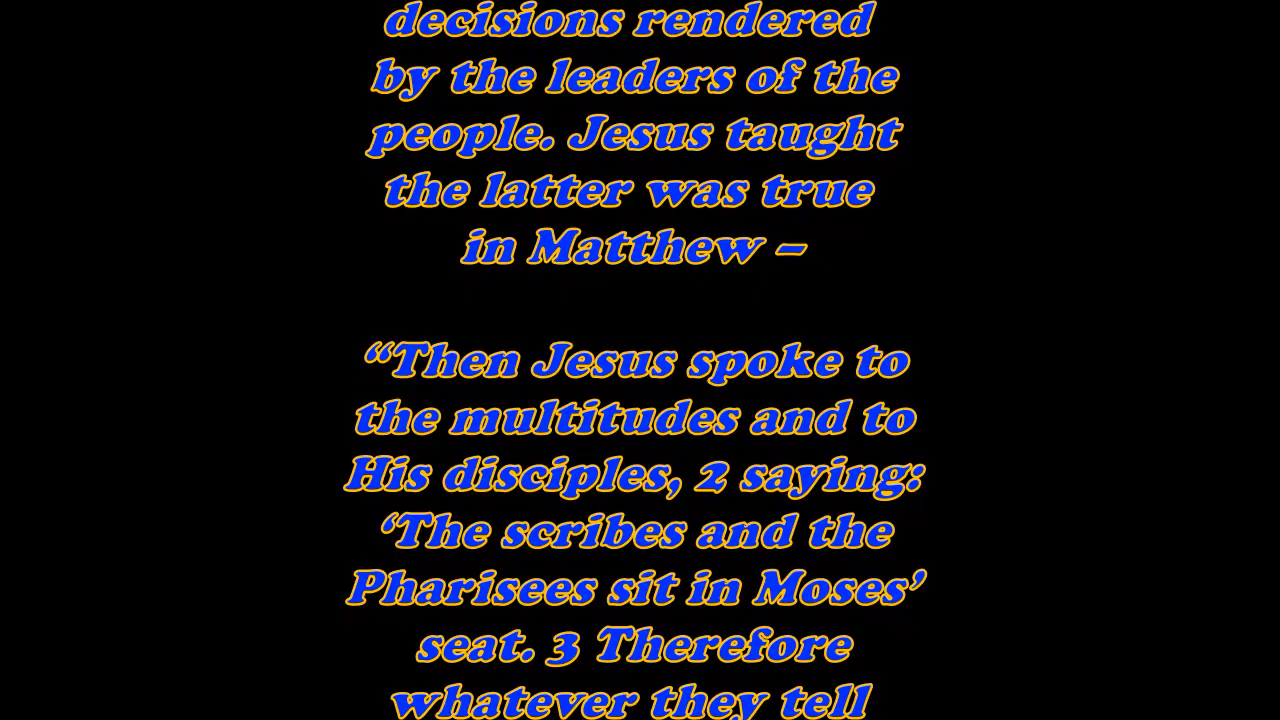 decisions rendered
by the leaders of the
people. Jesus taught
the latter was true
in Matthew –
“Then Jesus spoke to
the multitudes and to
His disciples, 2 saying:
‘The scribes and the
Pharisees sit in Moses’
seat. 3 Therefore
whatever they tell